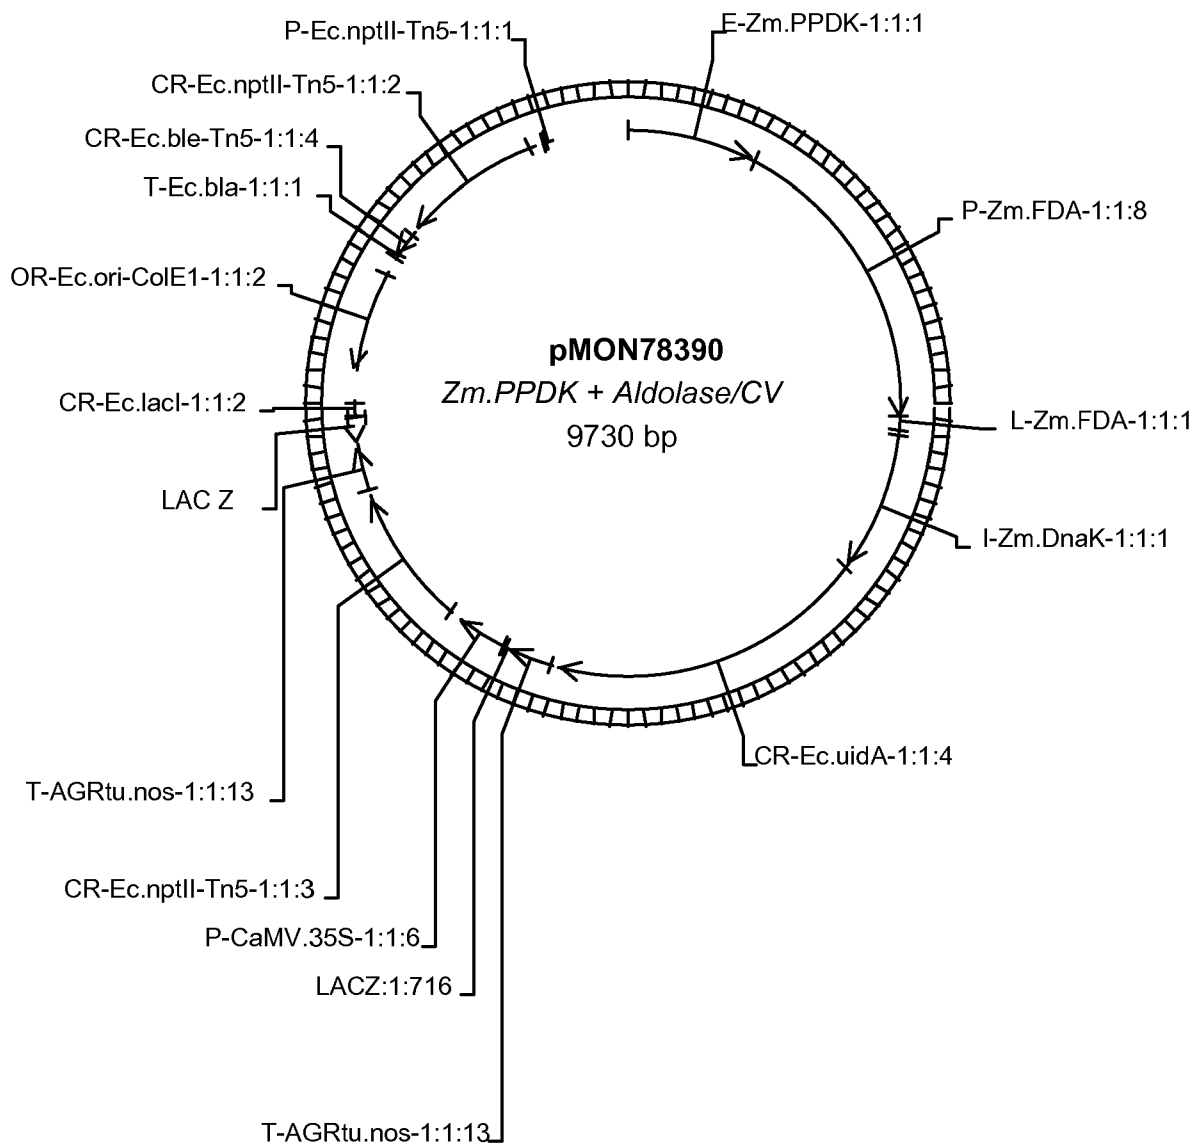 P-Ec.nptII-Tn5-1:1:1
E-Zm.PPDK-1:1:1
CR-Ec.nptII-Tn5-1:1:2
CR-Ec.ble-Tn5-1:1:4
T-Ec.bla-1:1:1
P-Zm.FDA-1:1:8
OR-Ec.ori-ColE1-1:1:2
pMON78390
Zm.PPDK + Aldolase/CV
9730 bp
CR-Ec.lacI-1:1:2
L-Zm.FDA-1:1:1
LAC Z
I-Zm.DnaK-1:1:1
CR-Ec.uidA-1:1:4
T-AGRtu.nos-1:1:13
CR-Ec.nptII-Tn5-1:1:3
P-CaMV.35S-1:1:6
LACZ:1:716
T-AGRtu.nos-1:1:13